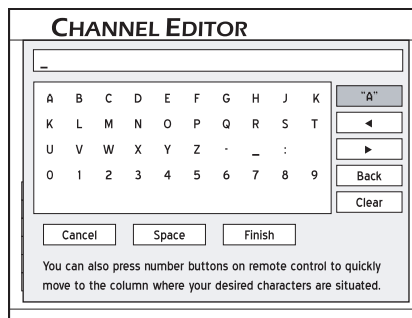 CHANNEL EDITOR
_
A B C D E F G H J K "A"
K L M N O P Q R S T ◄
U V W X Y Z - _ : ►
0 1 2 3 4 5 6 7 8 9 Back
Clear
Cancel Space Finish
You can also press number buttons on remote control to quickly
move to the column where your desired characters are situated.